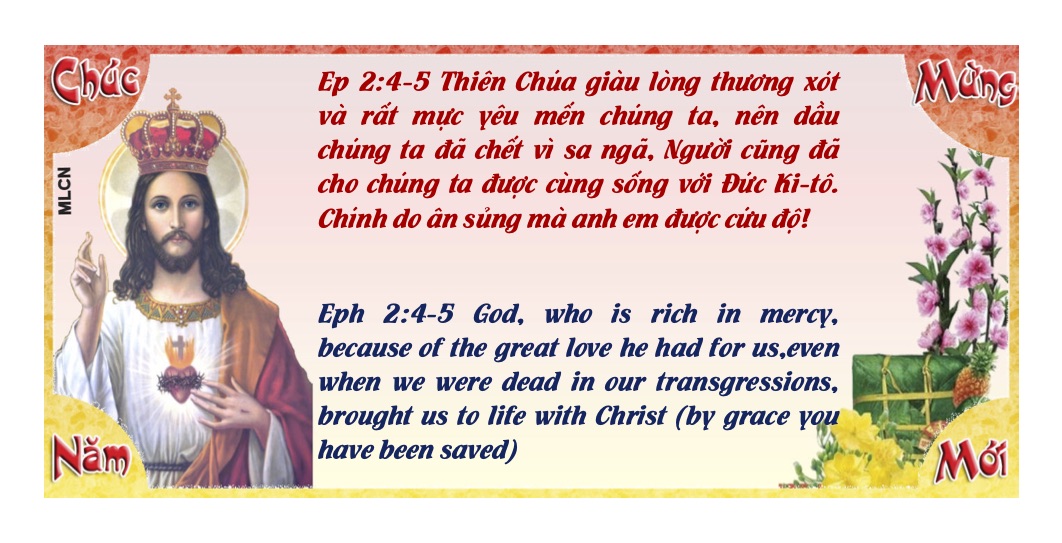 Chúc
Mừng
MLCN
Ep 2:4-5 Thiên Chúa giàu lòng thương xót
và rất mực yêu mến chúng ta, nên dầu
chúng ta đã chết vì sa ngã, Người cũng đã
cho chúng ta được cùng sống với Đức Ki-tô.
Chính do ân sủng mà anh em được cứu độ!
Eph 2:4-5 God, who is rich in mercy,
because of the great love he had for us,even
when we were dead in our transgressions,
brought us to life with Christ (by grace you
have been saved)
Năm
Mới